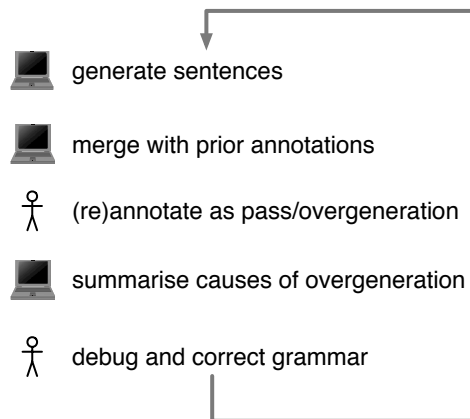 generate sentences
merge with prior annotations
(re)annotate as pass/overgeneration
summarise causes of overgeneration
debug and correct grammar